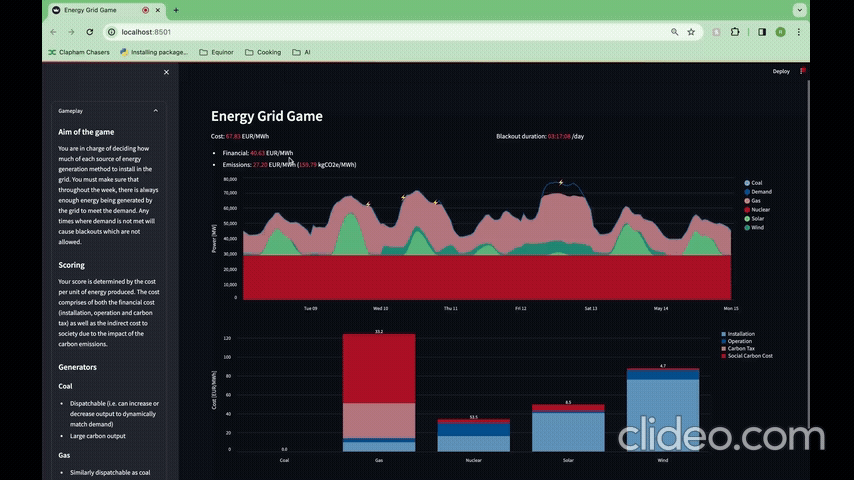 Energy Grid Game
localhost:8501
Clapham Chasers
Installing package...
Equinor
Cooking
AI
Deploy
Gameplay
Aim of the game
You are in charge of deciding how
much of each source of energy
generation method to install in the
grid. You must make sure that
throughout the week, there is always
enough energy being generated by
the grid to meet the demand. Any
times where demand is not met will
cause blackouts which are not
allowed.
Scoring
Your score is determined by the cost
per unit of energy produced. The cost
comprises of both the financial cost
(installation, operation and carbon
tax) as well as the indirect cost to
society due to the impact of the
carbon emissions.
Generators
Coal
Dispatchable (i.e. can increase or
decrease output to dynamically
match demand)
Large carbon output
Gas
Similarly dispatchable as coal
Energy Grid Game
Cost: 67.83 EUR/MWh
Blackout duration: 03:17:08 /day
Financial: 40.63 EUR/MWh
Emissions: 27.20 EUR/MWh (159.79 kgCO2e/MWh)
Power [MW]
80,000
70,000
60,000
50,000
40,000
30,000
20,000
10,000
0
Tue 09
Wed 10
Thu 11
Fri 12
Sat 13
May 14
Mon 15
Coal
Demand
Gas
Nuclear
Solar
Wind
Cost [EUR/MWh]
120
100
80
60
40
20
0
0.0
33.2
52.5
8.5
4.7
Coal
Gas
Nuclear
Solar
Wind
Installation
Operation
Carbon Tax
Social Carbon Cost
clideo.com